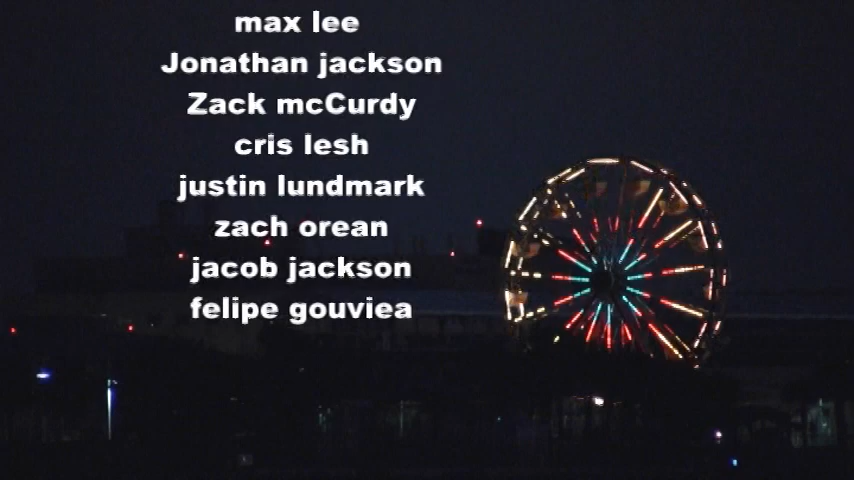 max lee
Jonathan jackson
Zack mcCurdy
cris lesh
justin lundmark
zach orean
jacob jackson
felipe gouviea